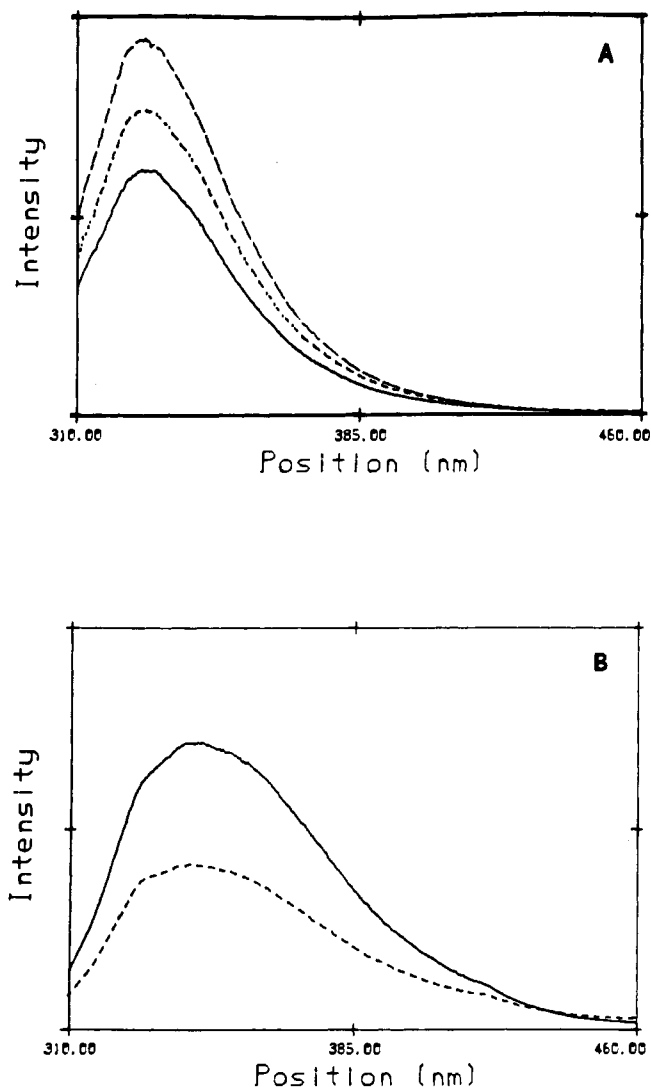 A
Intensity
310.00 385.00 460.00
Position (nm)
B
Intensity
310.00 385.00 460.00
Position (nm)